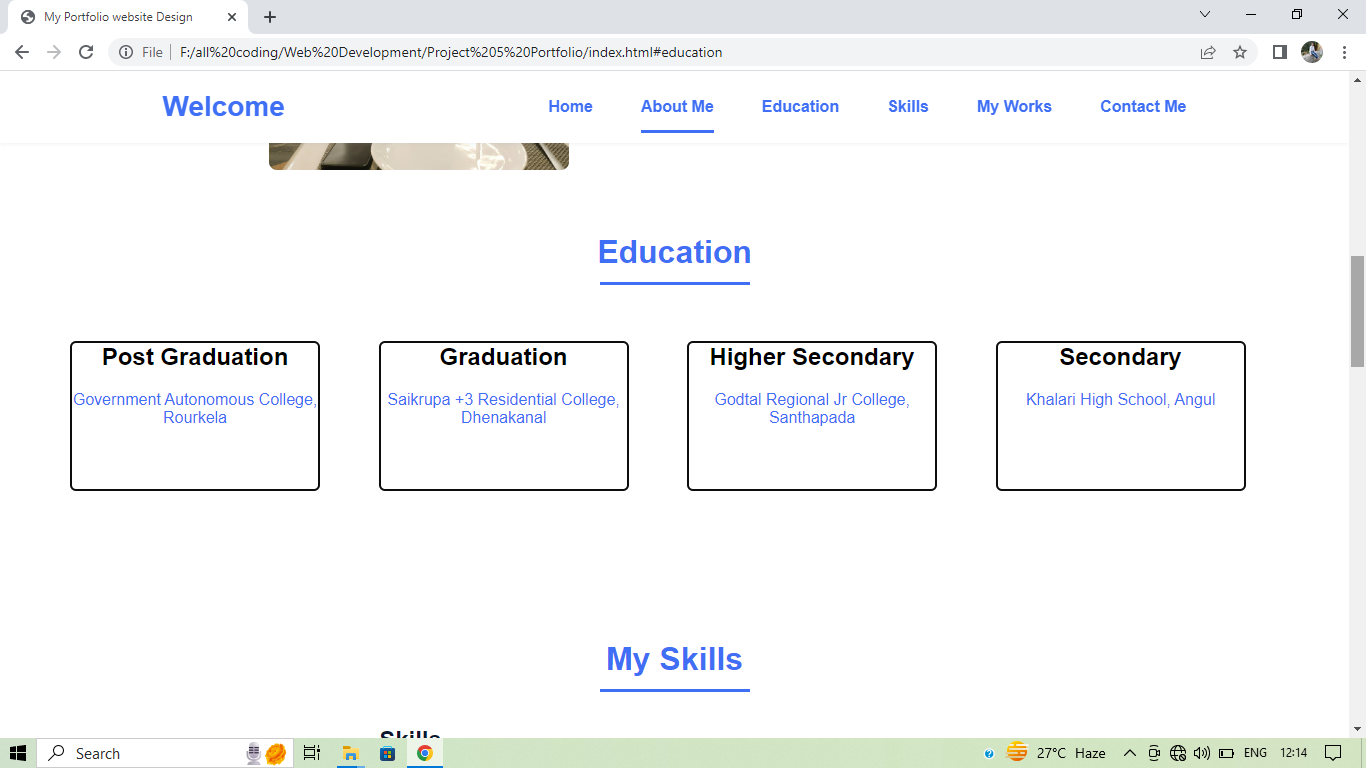 My Portfolio website Design
File
F:/all%20coding/Web%20Development/Project%205%20Portfolio/index.html#education
Welcome
Home
About Me
Education
Skills
My Works
Contact Me
Education
Post Graduation
Government Autonomous College,
Rourkela
Graduation
Saikrupa +3 Residential College,
Dhenakanal
Higher Secondary
Godtal Regional Jr College,
Santhapada
Secondary
Khalari High School, Angul
My Skills
Skills
Search
27°C Haze
ENG
12:14